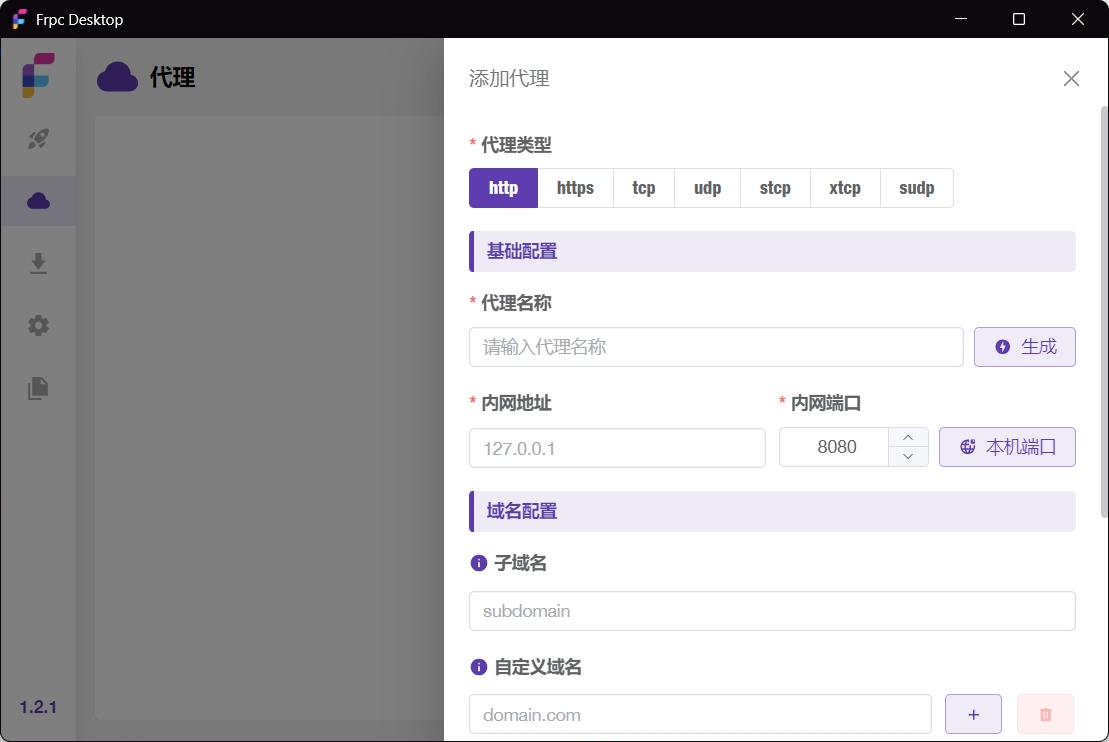 Frpc Desktop
代理
添加代理
* 代理类型
http https tcp udp stcp xtcp sudp
基础配置
* 代理名称
请输入代理名称 生成
* 内网地址 * 内网端口
127.0.0.1 8080 本机端口
域名配置
子域名
subdomain
自定义域名
domain.com +
1.2.1